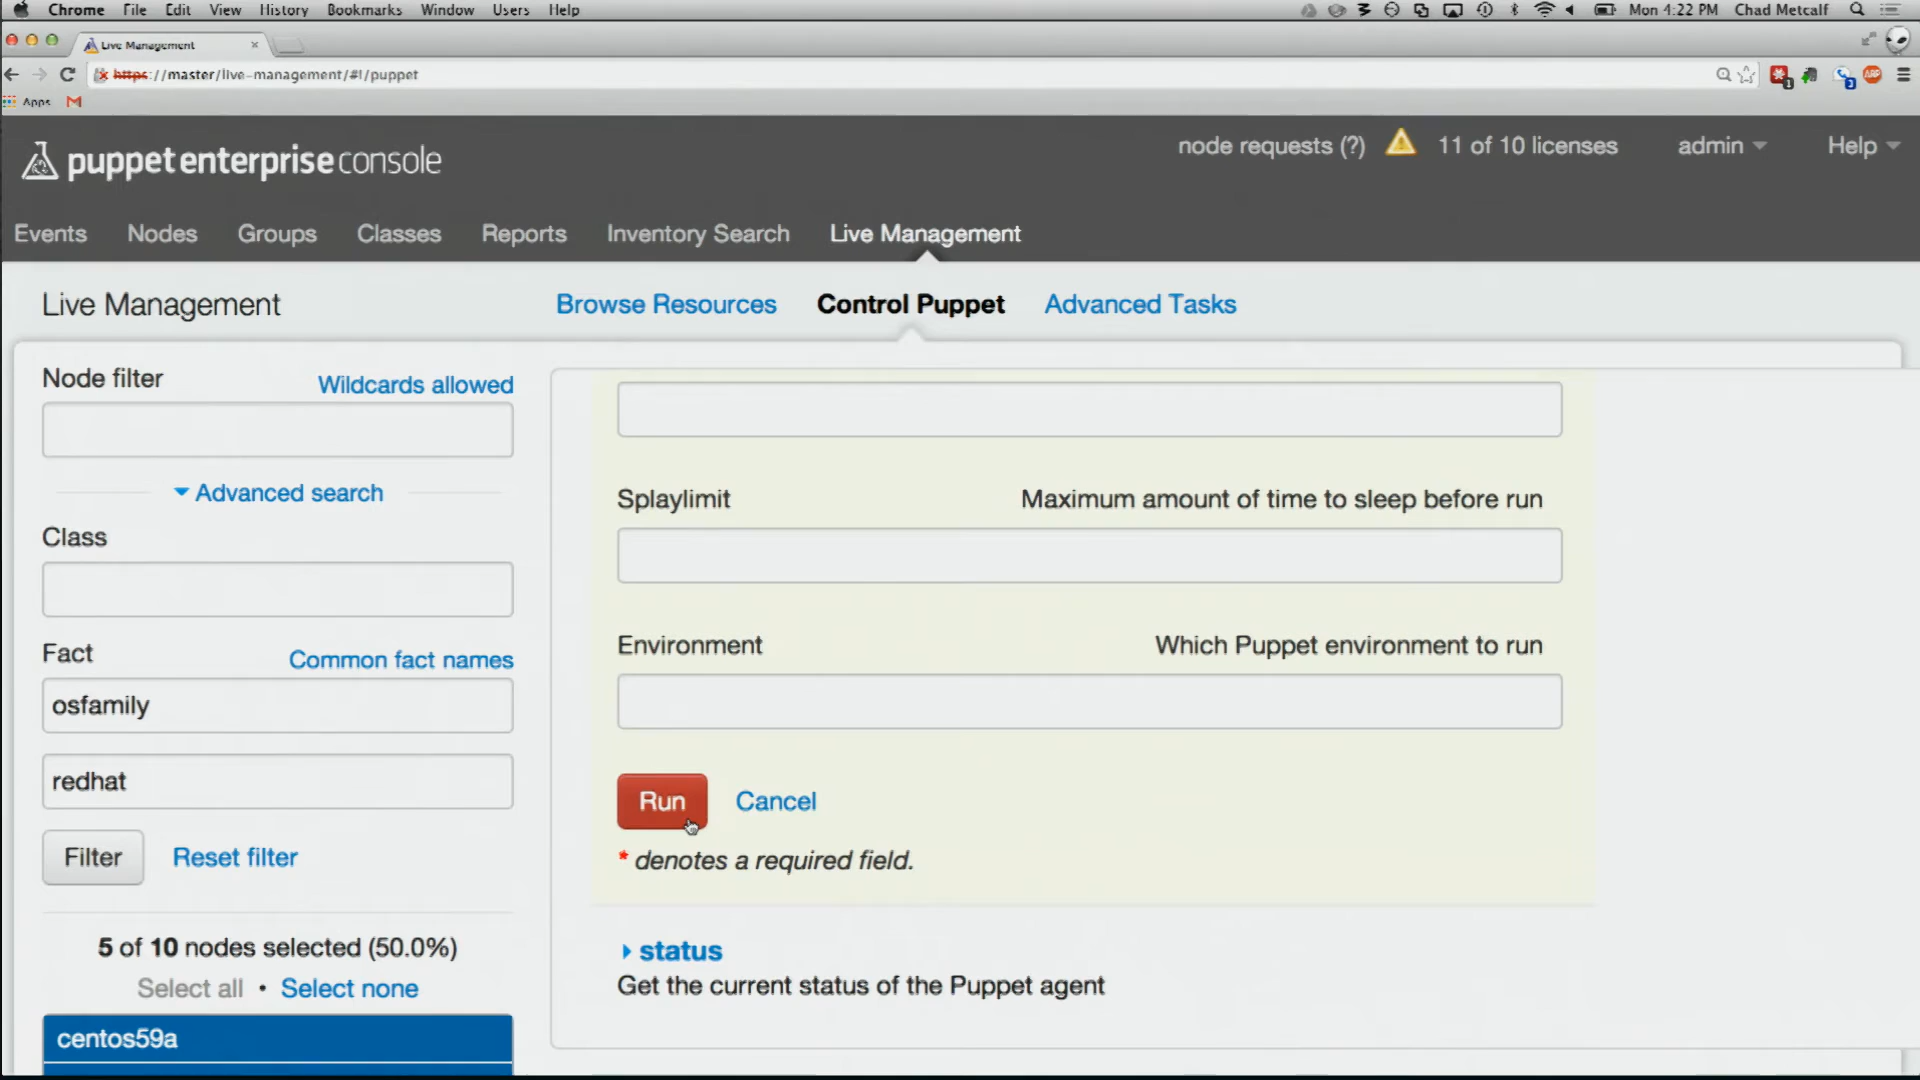 Chrome File Edit View History Bookmarks Window Users Help Mon 4:22 PM Chad Metcalf
Live Management
https://master/live-management/#!/puppet
Apps
puppet enterprise console
node requests (?) 11 of 10 licenses admin Help
Events Nodes Groups Classes Reports Inventory Search Live Management
Live Management Browse Resources Control Puppet Advanced Tasks
Node filter Wildcards allowed
Advanced search
Class
Fact Common fact names
osfamily
redhat
Filter Reset filter
5 of 10 nodes selected (50.0%)
Select all • Select none
centos59a
Splaylimit Maximum amount of time to sleep before run
Environment Which Puppet environment to run
Run Cancel
* denotes a required field.
status
Get the current status of the Puppet agent